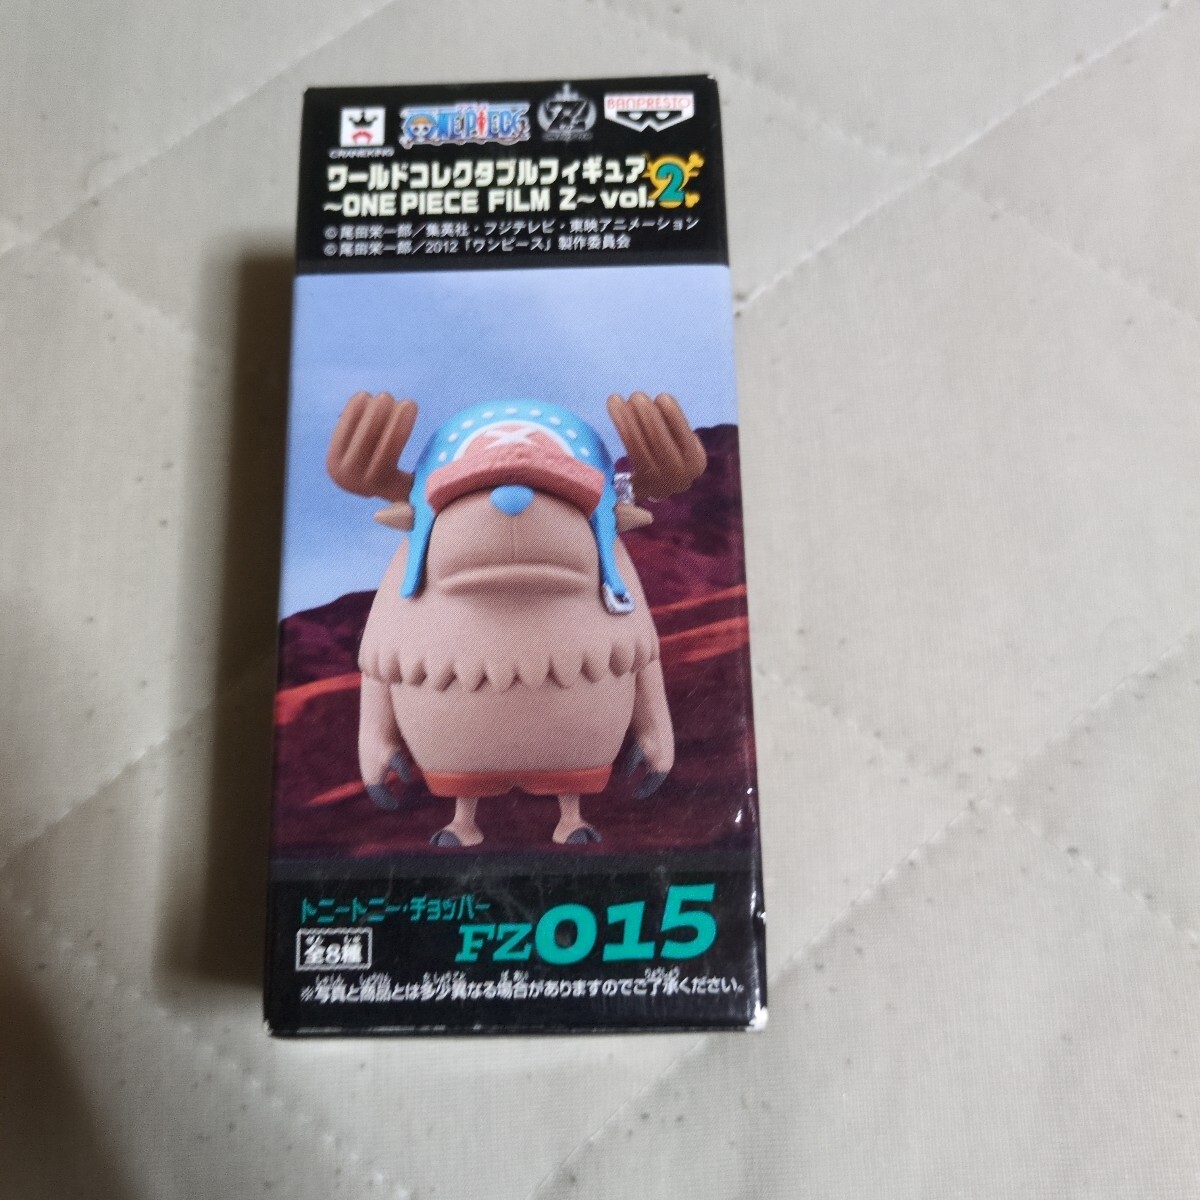 CRANEKING
ONE PIECE
Z
BANPRESTO
ワールドコレクタブルフィギュア
~ONE PIECE FILM Z~ vol.2
©尾田栄一郎／集英社・フジテレビ・東映アニメーション
©尾田栄一郎／2012「ワンピース」製作委員会
トニートニー・チョッパー
FZ015
全8種
※写真と商品とは多少異なる場合がありますのでご了承ください。